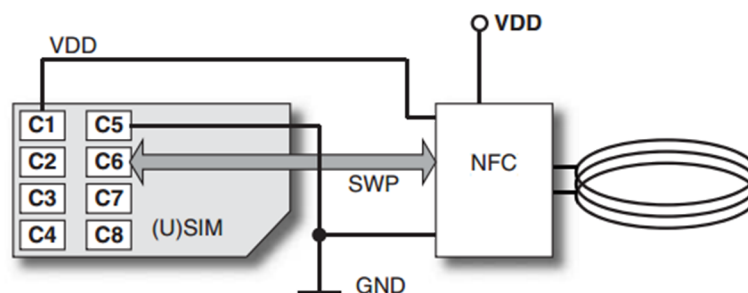 VDD
VDD
C1 C5
C2 C6
NFC
SWP
C3 C7
(U)SIM
C4 C8
GND